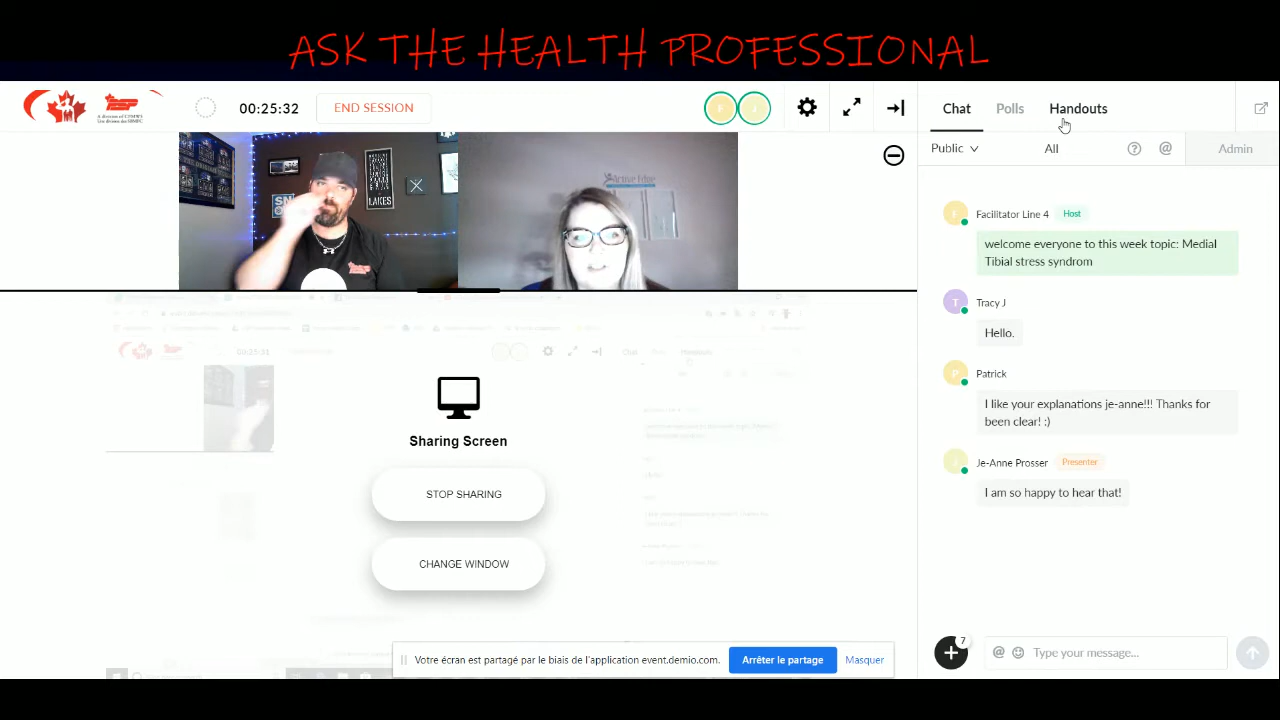 ASK THE HEALTH PROFESSIONAL
00:25:32
END SESSION
Chat
Polls
Handouts
Public
All
Admin
Facilitator Line 4
Host
welcome everyone to this week topic: Medial
Tibial stress syndrom
Tracy J
Hello.
Patrick
I like your explanations je-anne!!! Thanks for
been clear! :)
Je-Anne Prosser
Presenter
I am so happy to hear that!
LAKES
Active Edge
Sharing Screen
STOP SHARING
CHANGE WINDOW
Votre écran est partagé par le biais de l'application event.demio.com.
Arrêter le partage
Masquer
7
Type your message...